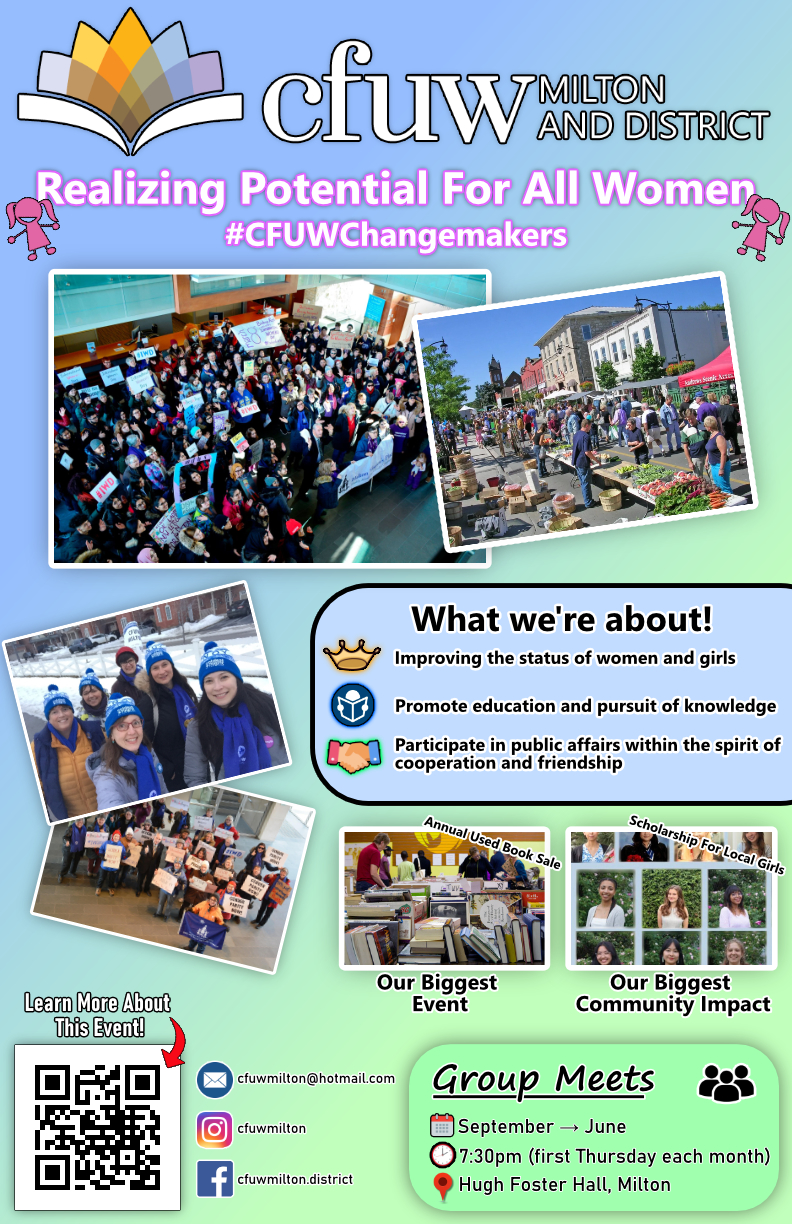 cfuw MILTON
AND DISTRICT
Realizing Potential For All Women
#CFUWChangemakers
#IWD
#IWD
#IWD
What we're about!
Improving the status of women and girls
Promote education and pursuit of knowledge
Participate in public affairs within the spirit of
cooperation and friendship
Annual Used Book Sale
Scholarship For Local Girls
Our Biggest
Event
Our Biggest
Community Impact
Learn More About
This Event!
cfuwmilton@hotmail.com
cfuwmilton
cfuwmilton.district
Group Meets
September → June
7:30pm (first Thursday each month)
Hugh Foster Hall, Milton